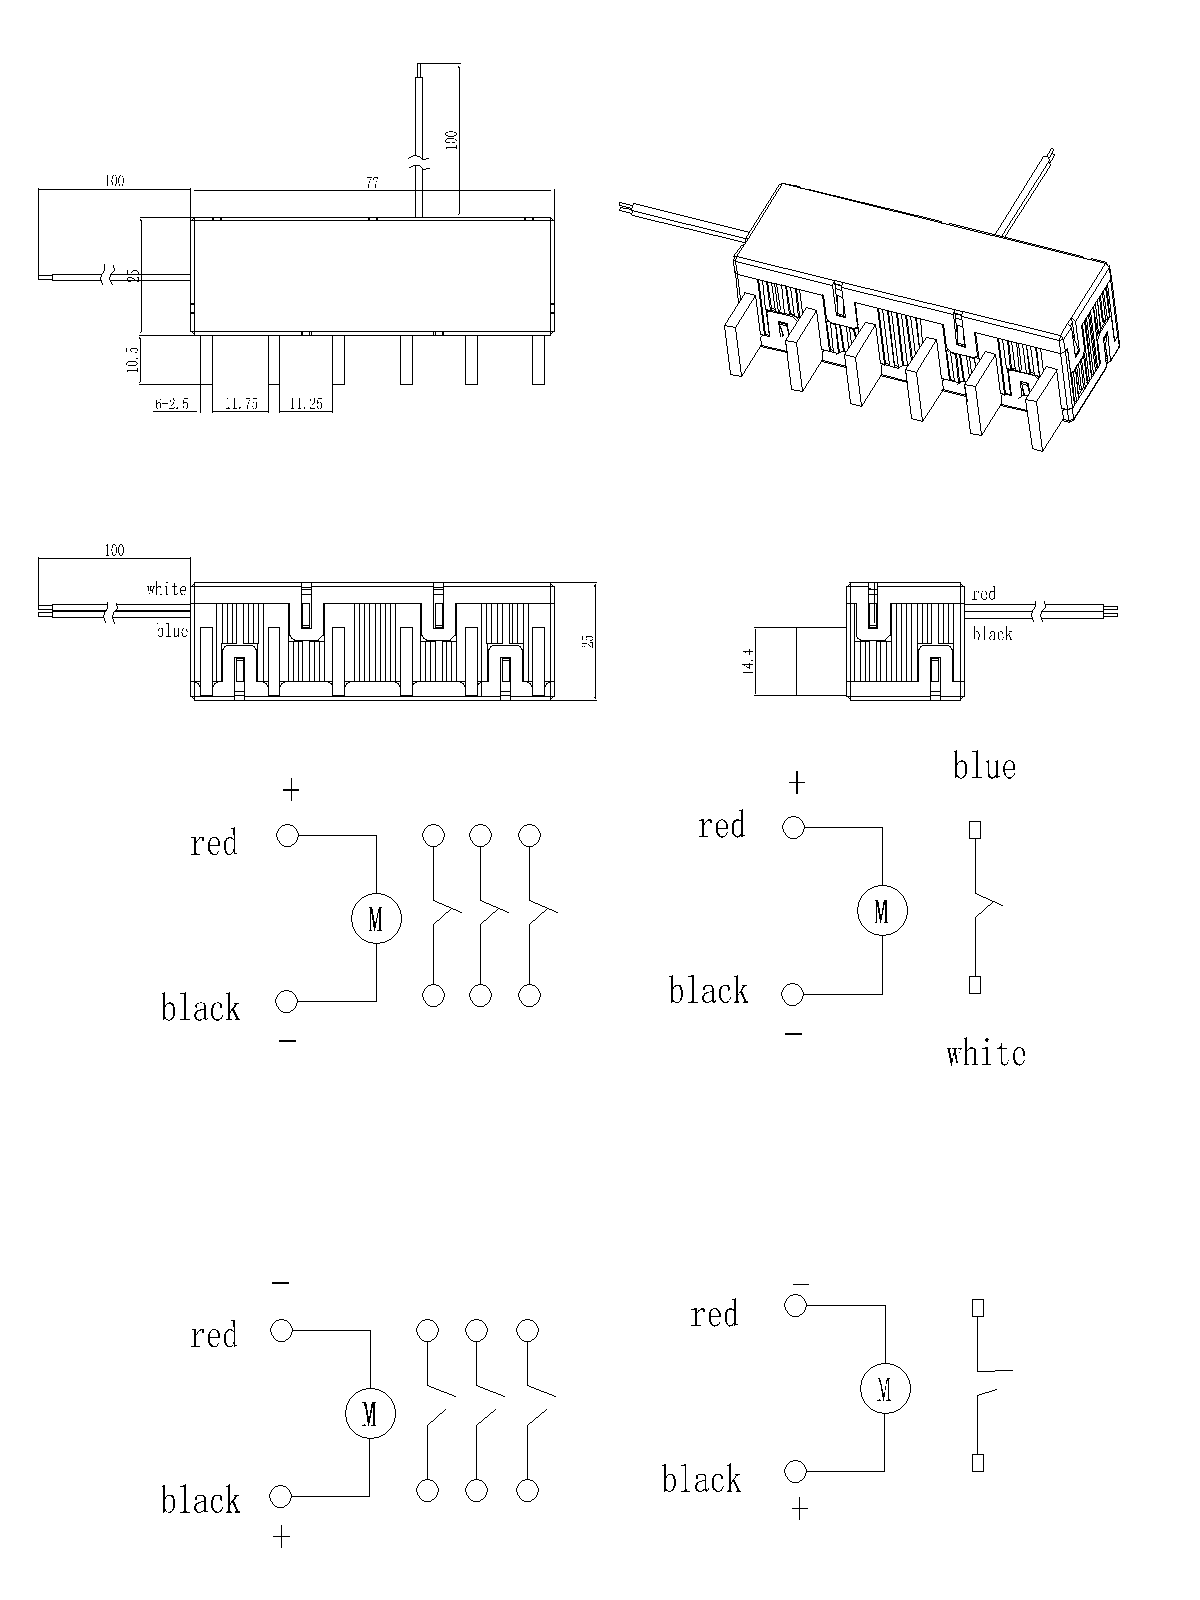 100
100
77
25
10.5
6-2.5
11.75
11.25
100
white
blue
25
red
black
14.4
blue
+
+
red
red
M
M
black
black
−
−
white
−
−
red
red
M
M
black
black
+
+